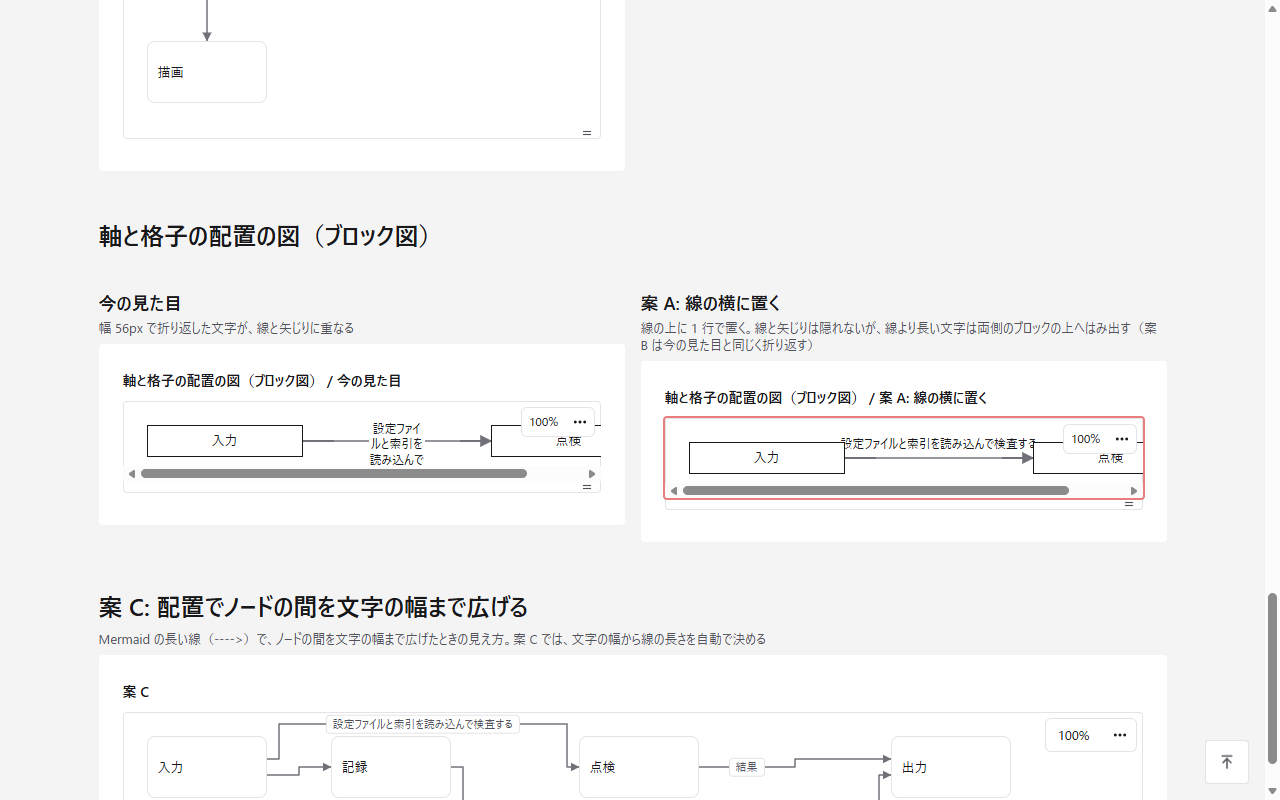 描画
軸と格子の配置の図（ブロック図）
今の見た目
幅 56px で折り返した文字が、線と矢じりに重なる
軸と格子の配置の図（ブロック図） / 今の見た目
100%
入力
設定ファイ
ルと索引を
読み込んで
点検
案 A: 線の横に置く
線の上に 1 行で置く。線と矢じりは隠れないが、線より長い文字は両側のブロックの上へはみ出す（案
B は今の見た目と同じく折り返す）
軸と格子の配置の図（ブロック図） / 案 A: 線の横に置く
100%
設定ファイルと索引を読み込んで検査する
入力
点検
案 C: 配置でノードの間を文字の幅まで広げる
Mermaid の長い線（---->）で、ノードの間を文字の幅まで広げたときの見え方。案 C では、文字の幅から線の長さを自動で決める
案 C
設定ファイルと索引を読み込んで検査する
100%
入力
記録
点検
結果
出力